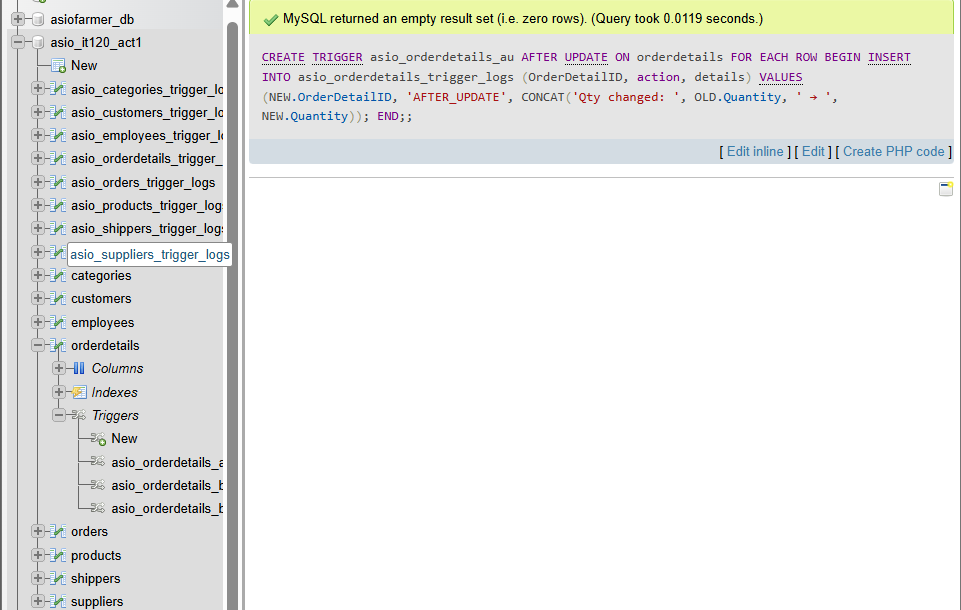 asiofarmer_db
asio_it120_act1
New
asio_categories_trigger_lo
asio_customers_trigger_lo
asio_employees_trigger_l
asio_orderdetails_trigger_
asio_orders_trigger_logs
asio_products_trigger_logs
asio_shippers_trigger_logs
asio_suppliers_trigger_logs
categories
customers
employees
orderdetails
Columns
Indexes
Triggers
New
asio_orderdetails_a
asio_orderdetails_b
asio_orderdetails_b
orders
products
shippers
suppliers
MySQL returned an empty result set (i.e. zero rows). (Query took 0.0119 seconds.)
CREATE TRIGGER asio_orderdetails_au AFTER UPDATE ON orderdetails FOR EACH ROW BEGIN INSERT
INTO asio_orderdetails_trigger_logs (OrderDetailID, action, details) VALUES
(NEW.OrderDetailID, 'AFTER_UPDATE', CONCAT('Qty changed: ', OLD.Quantity, ' → ',
NEW.Quantity)); END;;
[ Edit inline ] [ Edit ] [ Create PHP code ]